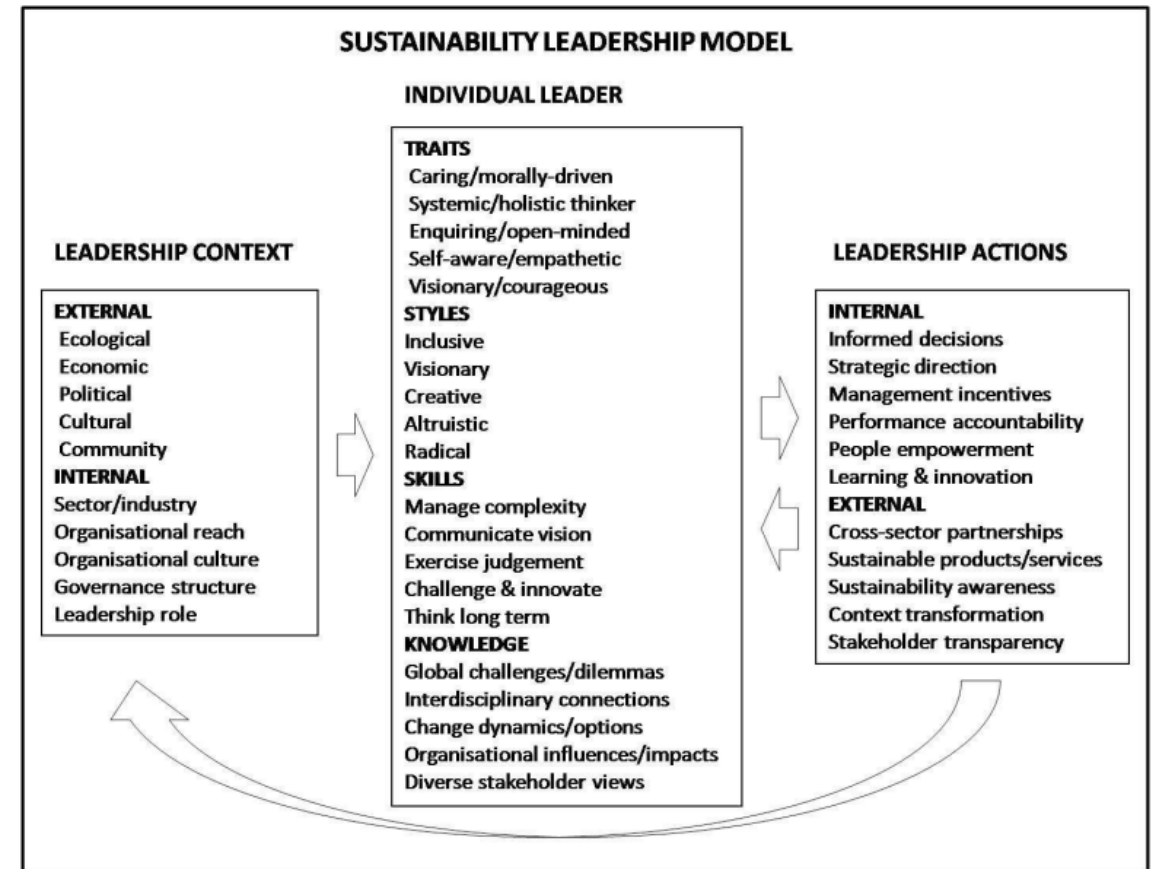 SUSTAINABILITY LEADERSHIP MODEL
LEADERSHIP CONTEXT
EXTERNAL
Ecological
Economic
Political
Cultural
Community
INTERNAL
Sector/industry
Organisational reach
Organisational culture
Governance structure
Leadership role
INDIVIDUAL LEADER
TRAITS
Caring/morally-driven
Systemic/holistic thinker
Enquiring/open-minded
Self-aware/empathetic
Visionary/courageous
STYLES
Inclusive
Visionary
Creative
Altruistic
Radical
SKILLS
Manage complexity
Communicate vision
Exercise judgement
Challenge & innovate
Think long term
KNOWLEDGE
Global challenges/dilemmas
Interdisciplinary connections
Change dynamics/options
Organisational influences/impacts
Diverse stakeholder views
LEADERSHIP ACTIONS
INTERNAL
Informed decisions
Strategic direction
Management incentives
Performance accountability
People empowerment
Learning & innovation
EXTERNAL
Cross-sector partnerships
Sustainable products/services
Sustainability awareness
Context transformation
Stakeholder transparency